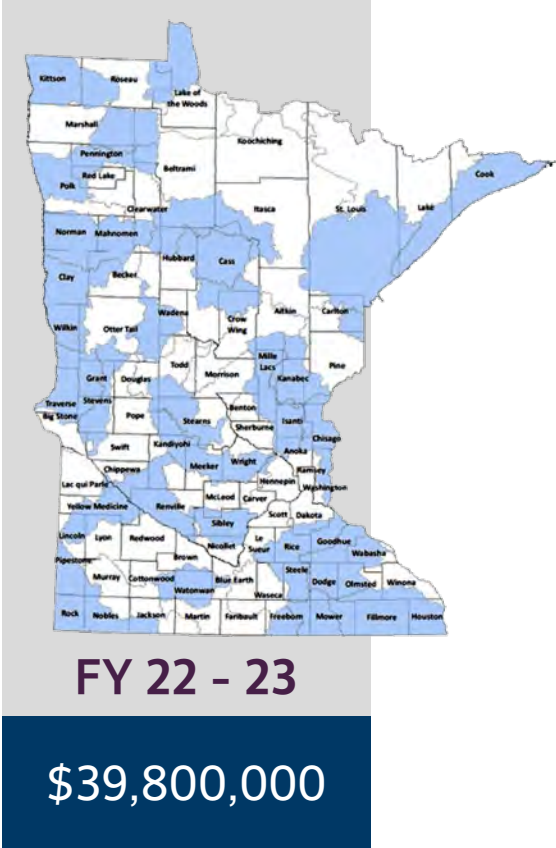 Kittson
Roseau
Lake of
the Woods
Marshall
Koochiching
Pennington
Beltrami
Red Lake
Polk
Cook
Clearwater
Itasca
St. Louis
Lake
Norman
Mahnomen
Hubbard
Cass
Clay
Becker
Wadena
Crow
Wing
Aitkin
Carlton
Wilkin
Otter Tail
Mille
Lacs
Todd
Morrison
Kanabec
Pine
Grant
Douglas
Traverse
Stevens
Big Stone
Pope
Stearns
Benton
Sherburne
Isanti
Chisago
Swift
Kandiyohi
Anoka
Chippewa
Meeker
Wright
Hennepin
Ramsey
Washington
Lac qui Parle
Yellow Medicine
Renville
McLeod
Carver
Scott
Dakota
Sibley
Lincoln
Lyon
Redwood
Nicollet
Le
Sueur
Rice
Goodhue
Wabasha
Pipestone
Murray
Cottonwood
Brown
Watonwan
Blue Earth
Waseca
Steele
Dodge
Olmsted
Winona
Rock
Nobles
Jackson
Martin
Faribault
Freeborn
Mower
Fillmore
Houston
FY 22 - 23
$39,800,000